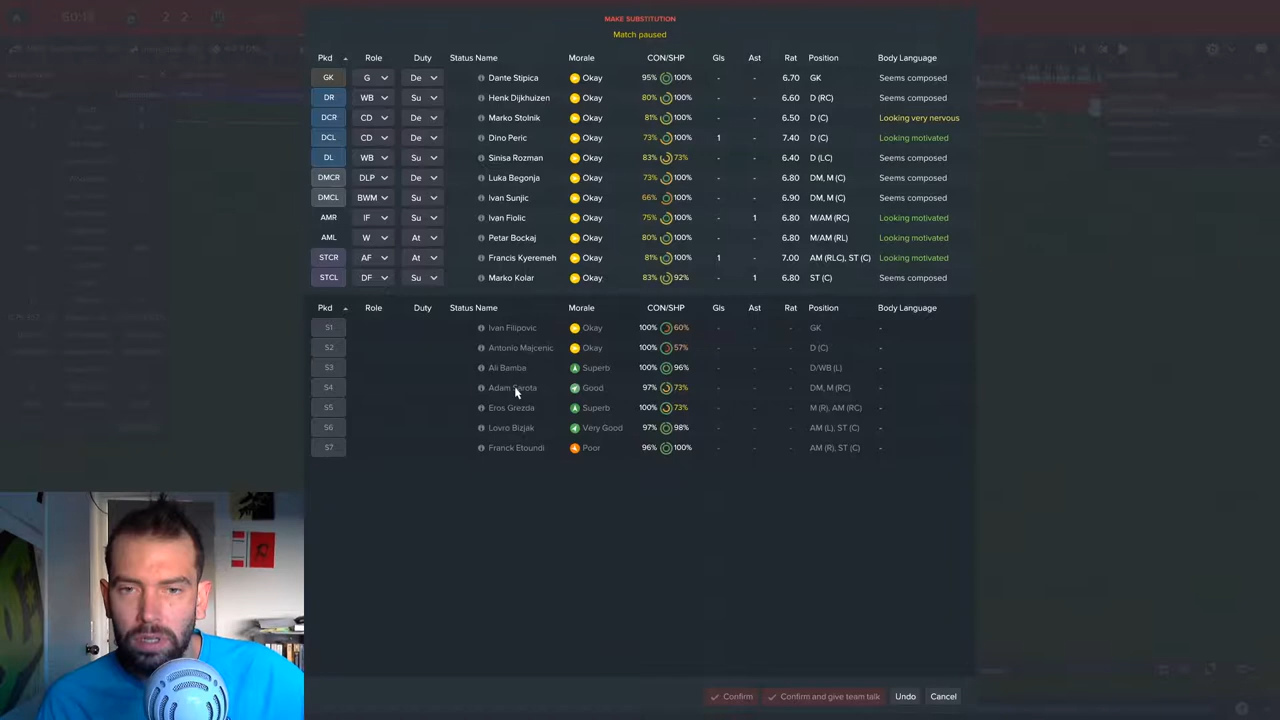 50:15 2 2
MAKE SUBSTITUTION
Match paused
Pkd Role Duty Status Name Morale CON/SHP Gls Ast Rat Position Body Language
GK G De Dante Stipica Okay 95% 100% - - 6.70 GK Seems composed
DR WB Su Henk Dijkhuizen Okay 80% 100% - - 6.60 D (RC) Seems composed
DCR CD De Marko Stolnik Okay 81% 100% - - 6.50 D (C) Looking very nervous
DCL CD De Dino Peric Okay 73% 100% 1 - 7.40 D (C) Looking motivated
DL WB Su Sinisa Rozman Okay 83% 73% - - 6.40 D (LC) Seems composed
DMCR DLP De Luka Begonja Okay 73% 100% - - 6.80 DM, M (C) Seems composed
DMCL BWM Su Ivan Sunjic Okay 66% 100% - - 6.90 DM, M (C) Seems composed
AMR IF Su Ivan Fiolic Okay 75% 100% - 1 6.80 M/AM (RC) Looking motivated
AML W At Petar Bockaj Okay 80% 100% - - 6.80 M/AM (RL) Looking motivated
STCR AF At Francis Kyeremeh Okay 81% 100% 1 - 7.00 AM (RLC), ST (C) Looking motivated
STCL DF Su Marko Kolar Okay 83% 92% - 1 6.80 ST (C) Seems composed
Pkd Role Duty Status Name Morale CON/SHP Gls Ast Rat Position Body Language
S1 Ivan Filipovic Okay 100% 60% - - - GK -
S2 Antonio Majcenic Okay 100% 57% - - - D (C) -
S3 Ali Bamba Superb 100% 96% - - - D/WB (L) -
S4 Adam Sarota Good 97% 73% - - - DM, M (RC) -
S5 Eros Grezda Superb 100% 73% - - - M (R), AM (RC) -
S6 Lovro Bizjak Very Good 97% 98% - - - AM (L), ST (C) -
S7 Franck Etoundi Poor 96% 100% - - - AM (R), ST (C) -
Confirm Confirm and give team talk Undo Cancel